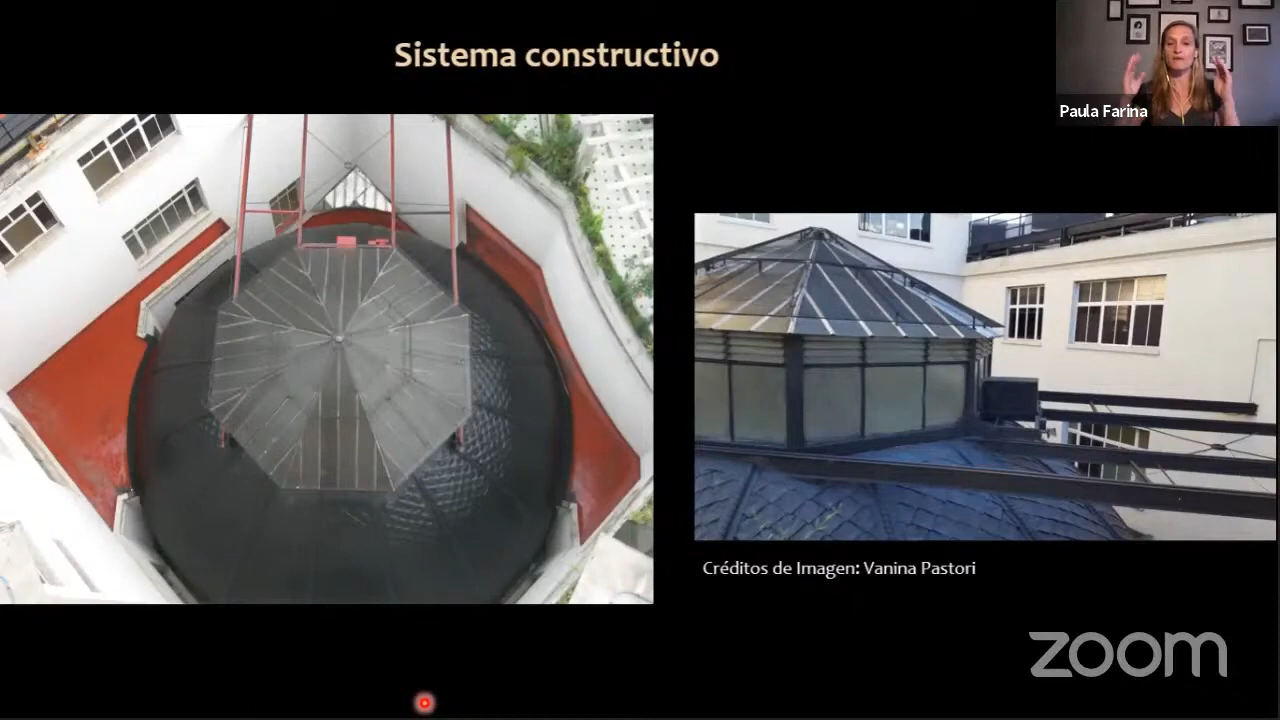 Sistema constructivo
Paula Farina
Créditos de Imagen: Vanina Pastori
zoom